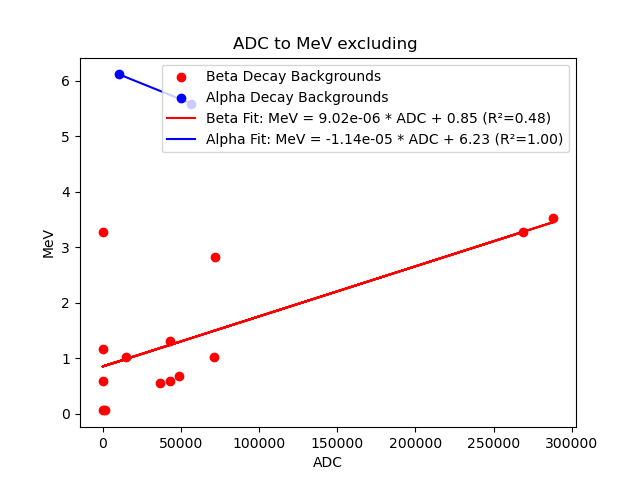 ADC to MeV excluding
Beta Decay Backgrounds
Alpha Decay Backgrounds
Beta Fit: MeV = 9.02e-06 * ADC + 0.85 (R²=0.48)
Alpha Fit: MeV = -1.14e-05 * ADC + 6.23 (R²=1.00)
MeV
6
5
4
3
2
1
0
0 50000 100000 150000 200000 250000 300000
ADC